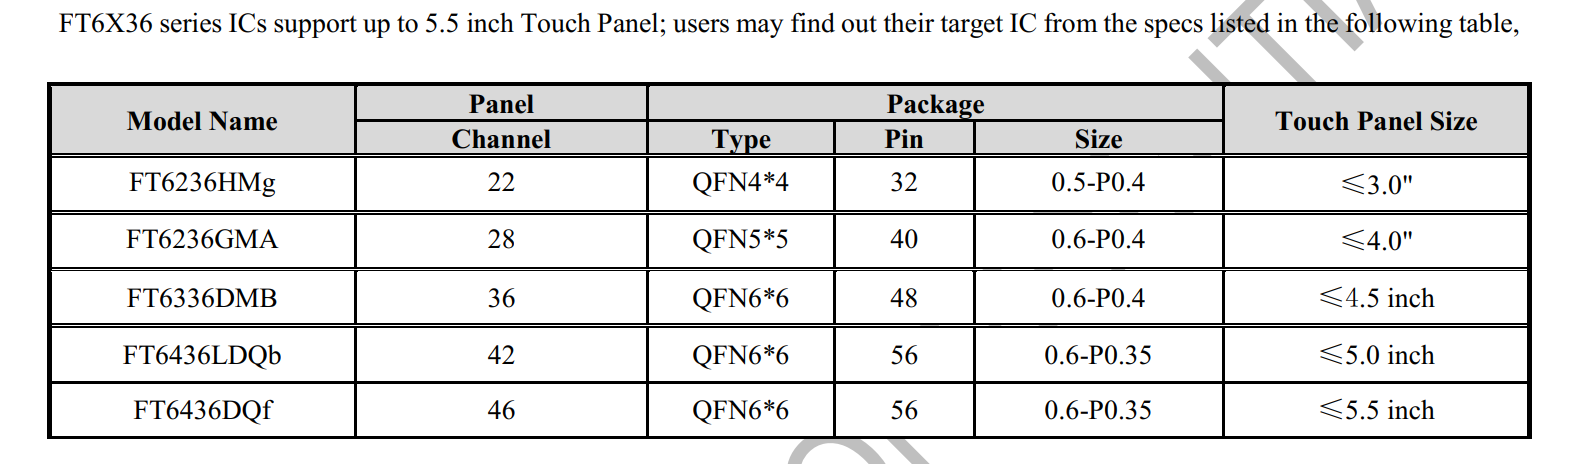 FT6X36 series ICs support up to 5.5 inch Touch Panel; users may find out their target IC from the specs listed in the following table,
Model Name Panel Package Touch Panel Size
Channel Type Pin Size
FT6236HMg 22 QFN4*4 32 0.5-P0.4 ≤3.0"
FT6236GMA 28 QFN5*5 40 0.6-P0.4 ≤4.0"
FT6336DMB 36 QFN6*6 48 0.6-P0.4 ≤4.5 inch
FT6436LDQb 42 QFN6*6 56 0.6-P0.35 ≤5.0 inch
FT6436DQf 46 QFN6*6 56 0.6-P0.35 ≤5.5 inch